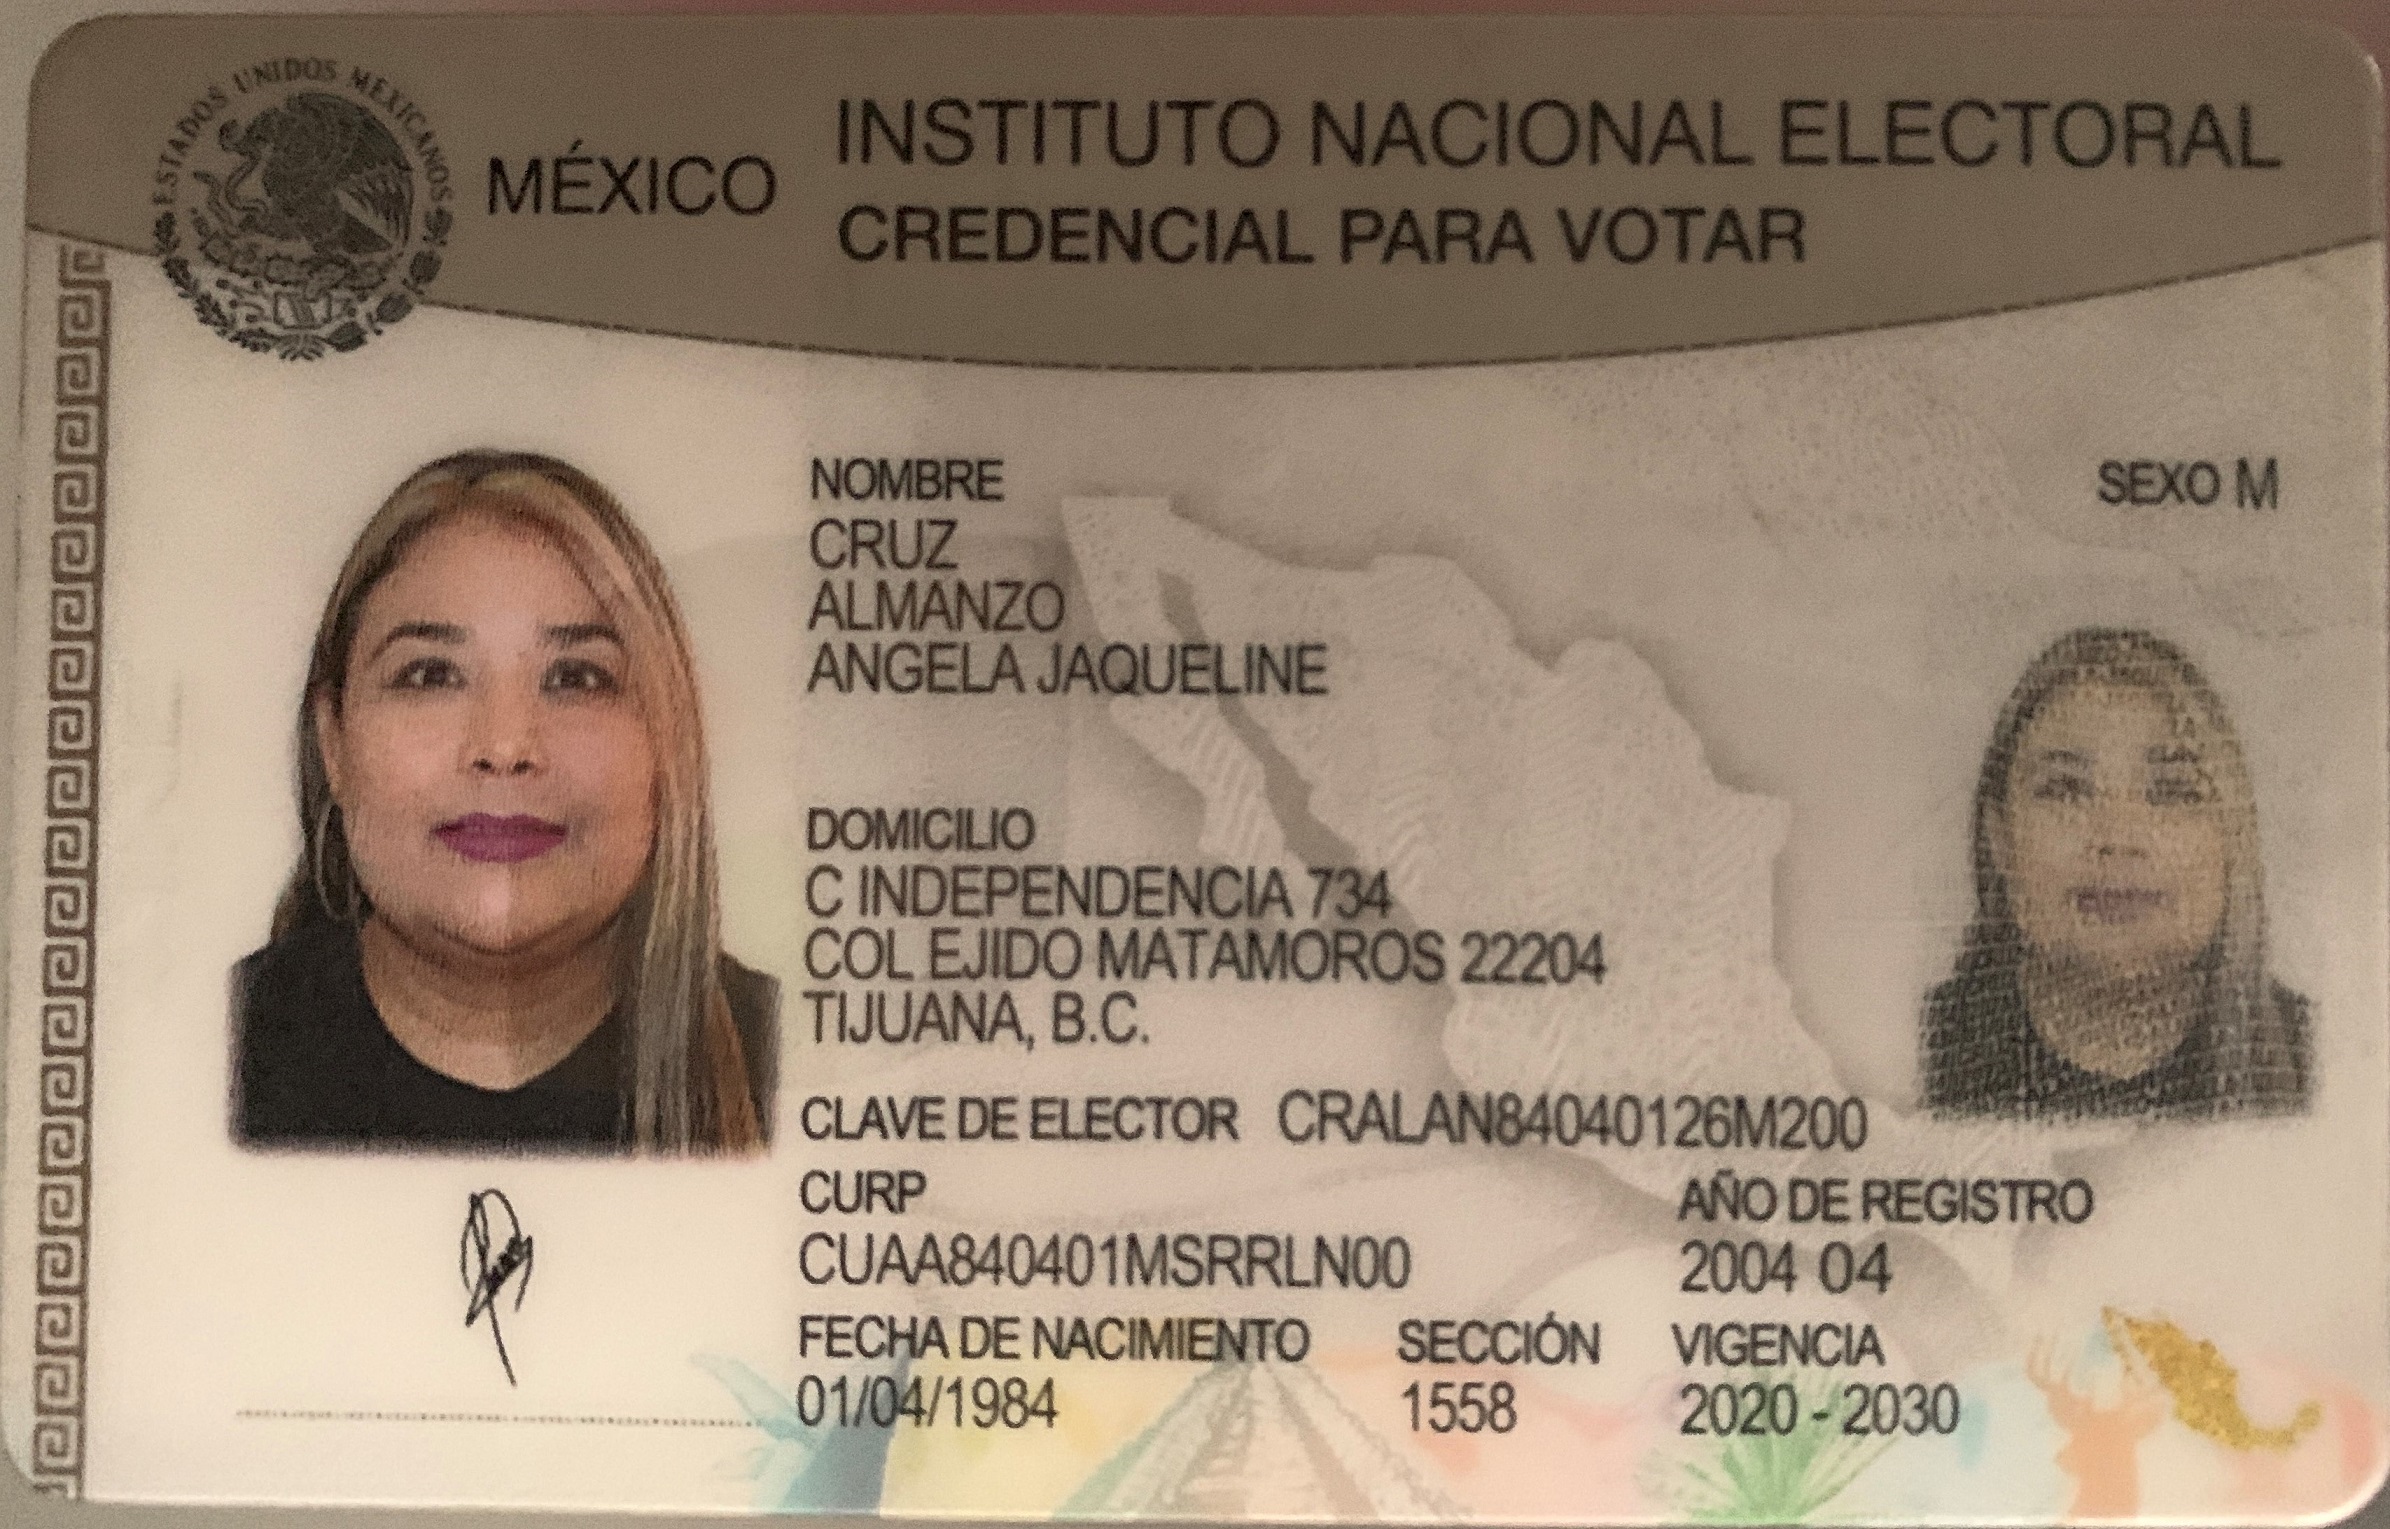 ESTADOS UNIDOS MEXICANOS
MÉXICO
INSTITUTO NACIONAL ELECTORAL
CREDENCIAL PARA VOTAR
NOMBRE
CRUZ
ALMANZO
ANGELA JAQUELINE
SEXO M
DOMICILIO
C INDEPENDENCIA 734
COL EJIDO MATAMOROS 22204
TIJUANA, B.C.
CLAVE DE ELECTOR CRALAN84040126M200
CURP
CUAA840401MSRRLN00
AÑO DE REGISTRO
2004 04
FECHA DE NACIMIENTO
01/04/1984
SECCIÓN
1558
VIGENCIA
2020 - 2030